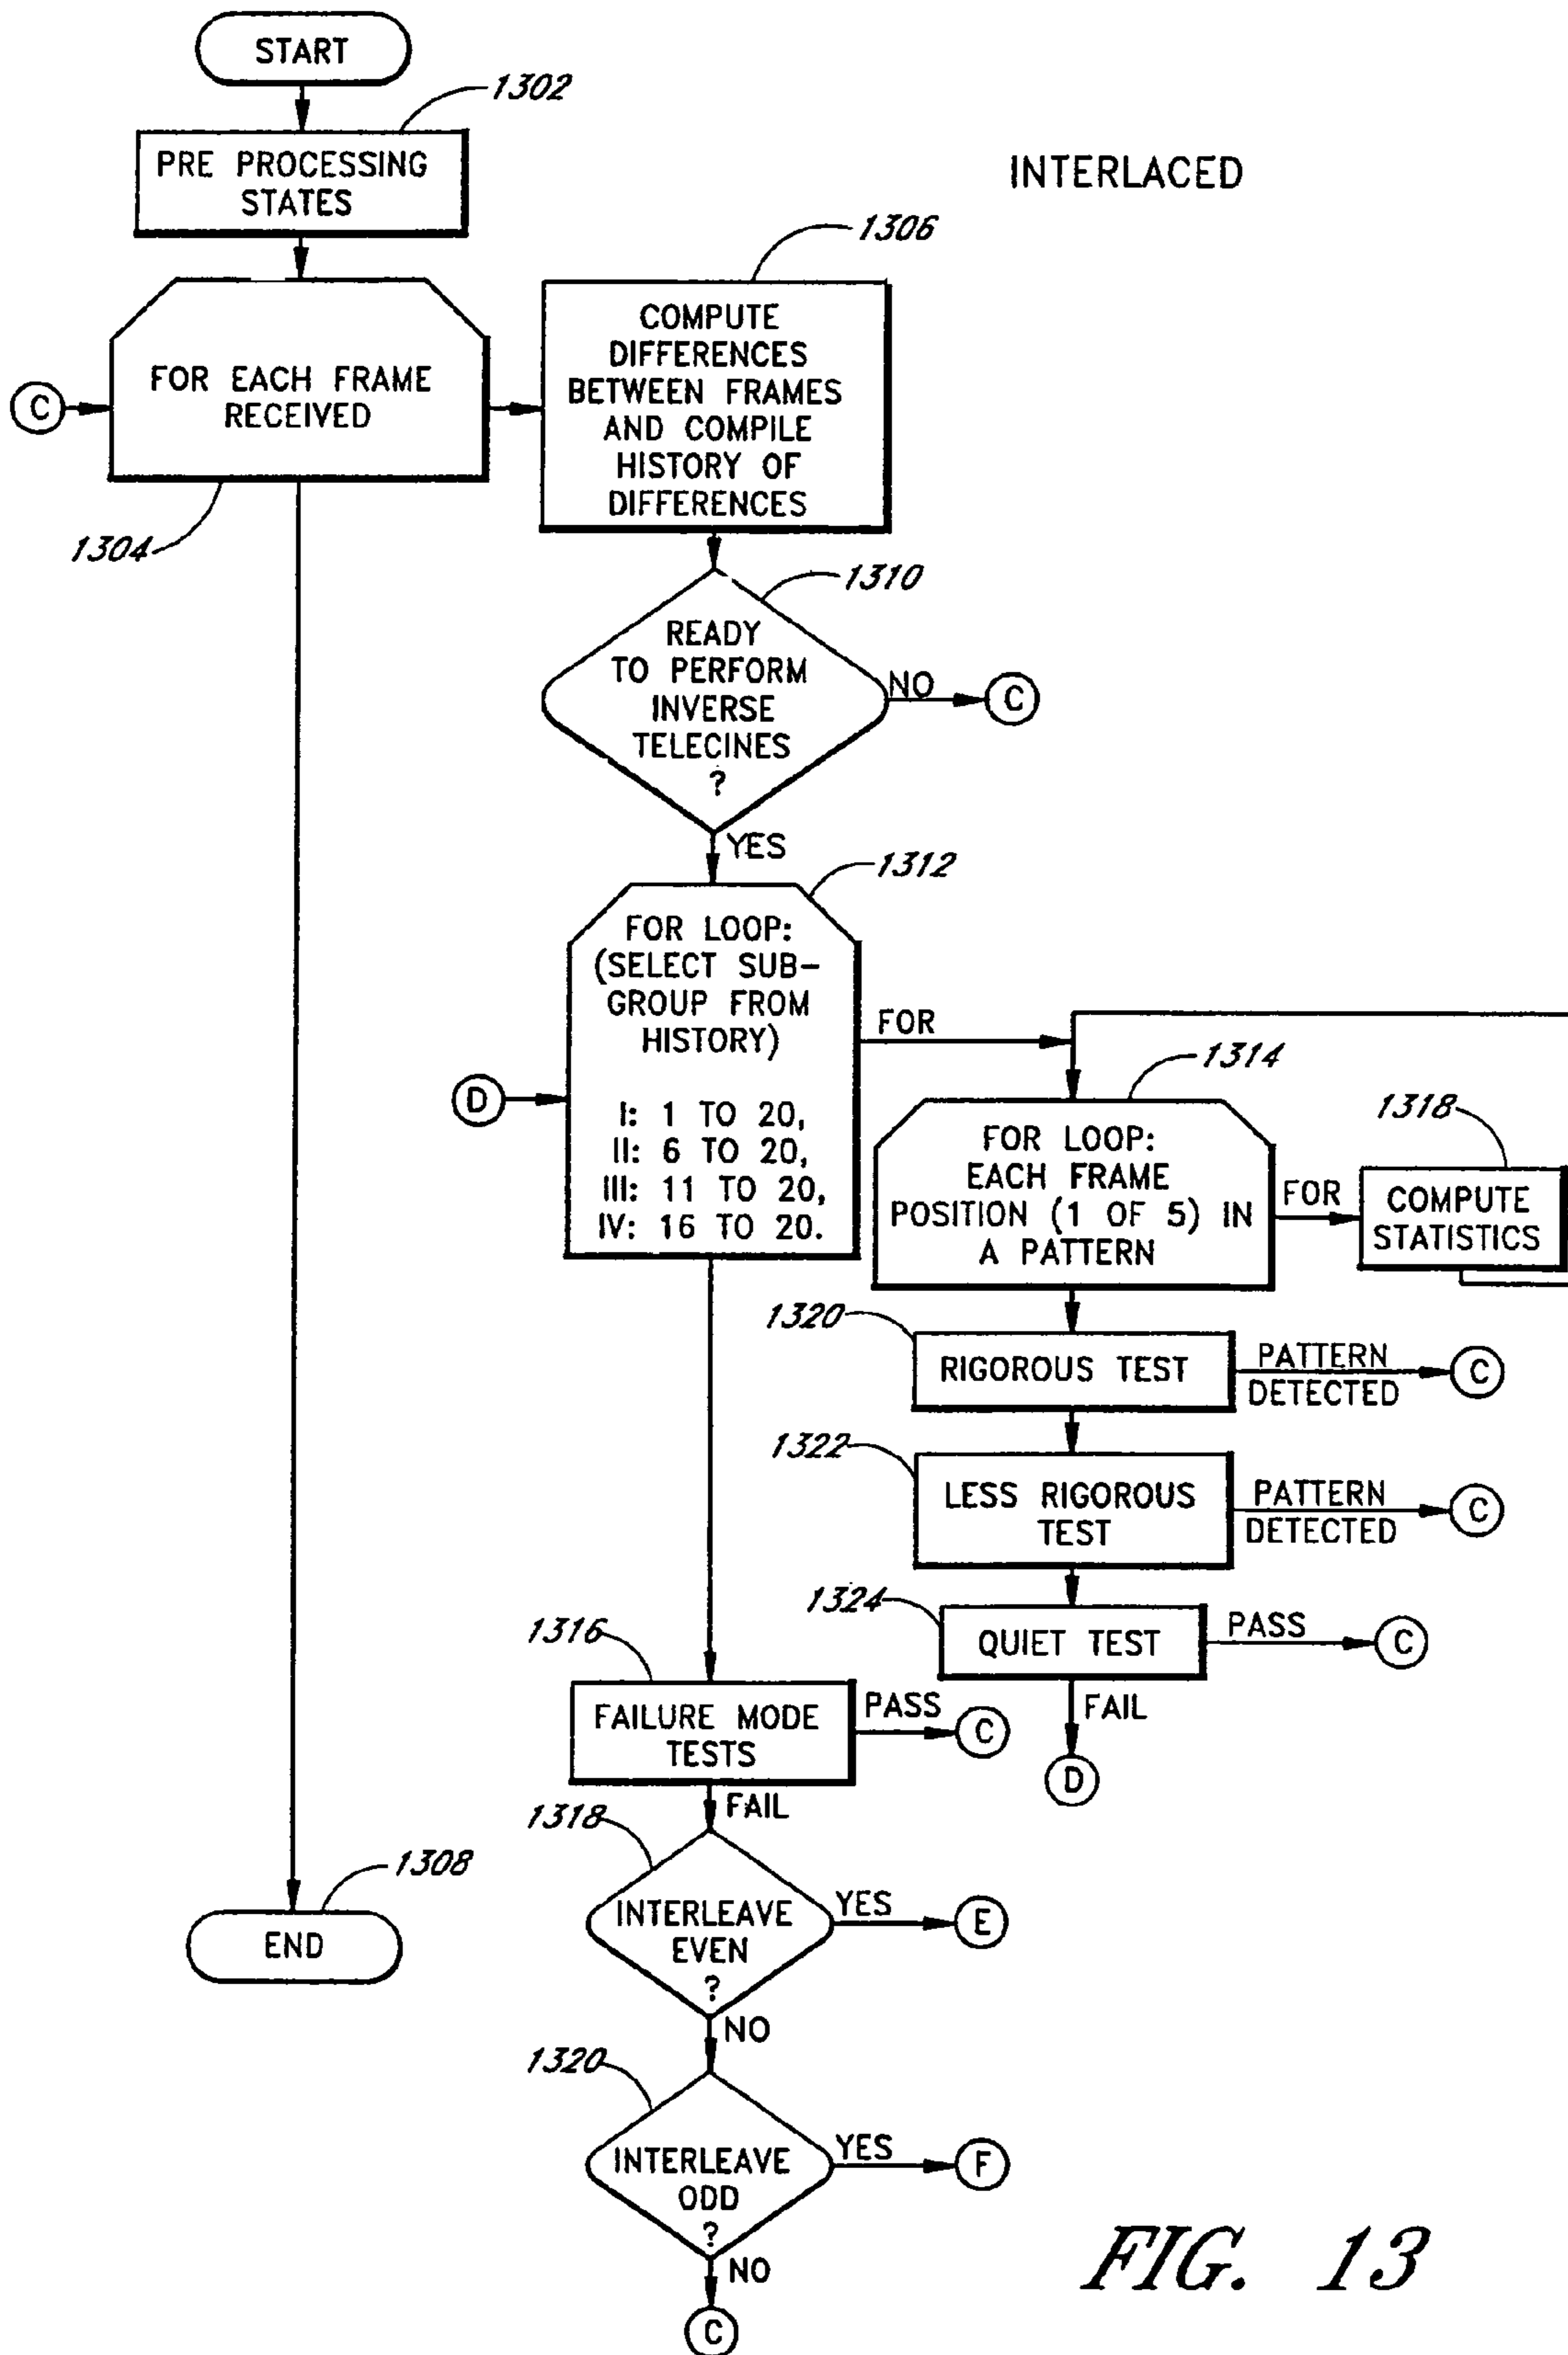 START
1302
PRE PROCESSING
STATES
INTERLACED
1306
COMPUTE
DIFFERENCES
BETWEEN FRAMES
AND COMPILE
HISTORY OF
DIFFERENCES
FOR EACH FRAME
RECEIVED
C
1304
1310
READY
TO PERFORM
INVERSE
TELECINES
?
NO
C
YES
1312
FOR LOOP:
(SELECT SUB-
GROUP FROM
HISTORY)
I: 1 TO 20,
II: 6 TO 20,
III: 11 TO 20,
IV: 16 TO 20.
D
FOR
1314
FOR LOOP:
EACH FRAME
POSITION (1 OF 5) IN
A PATTERN
FOR
1318
COMPUTE
STATISTICS
1320
RIGOROUS TEST
PATTERN
DETECTED
C
1322
LESS RIGOROUS
TEST
PATTERN
DETECTED
C
1324
QUIET TEST
PASS
C
FAIL
D
1316
FAILURE MODE
TESTS
PASS
C
FAIL
1318
INTERLEAVE
EVEN
?
YES
E
NO
1308
END
1320
INTERLEAVE
ODD
?
YES
F
NO
C
FIG. 13